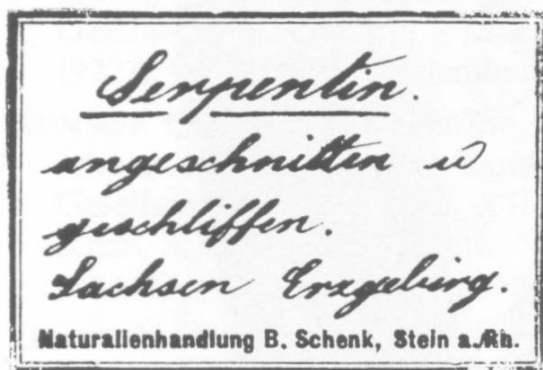 Serpentin.
angeschnitten u
geschliffen.
Sachsen Erzgebirg.
Naturalienhandlung B. Schenk, Stein a./Rh.